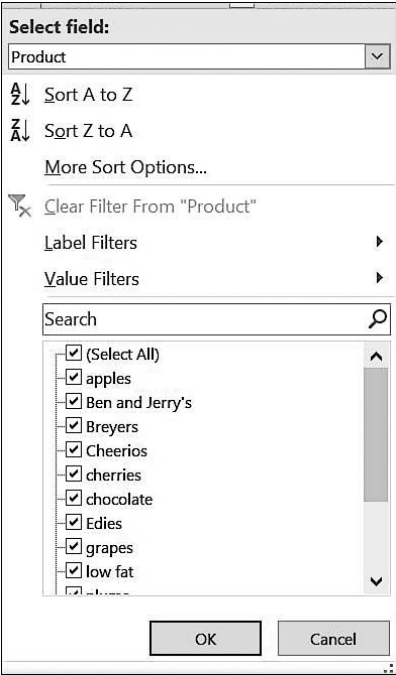 Select field:
Product
Sort A to Z
Sort Z to A
More Sort Options...
Clear Filter From "Product"
Label Filters
Value Filters
Search
(Select All)
apples
Ben and Jerry's
Breyers
Cheerios
cherries
chocolate
Edies
grapes
low fat
OK
Cancel